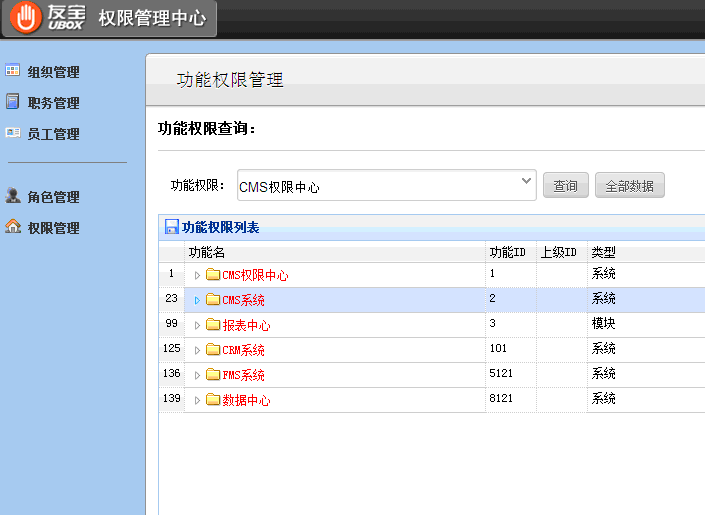 友宝 UBOX 权限管理中心
组织管理
职务管理
员工管理
角色管理
权限管理
功能权限管理
功能权限查询：
功能权限： CMS权限中心 查询 全部数据
功能权限列表
功能名 功能ID 上级ID 类型
1 CMS权限中心 1 系统
23 CMS系统 2 系统
99 报表中心 3 模块
125 CRM系统 101 系统
136 FMS系统 5121 系统
139 数据中心 8121 系统